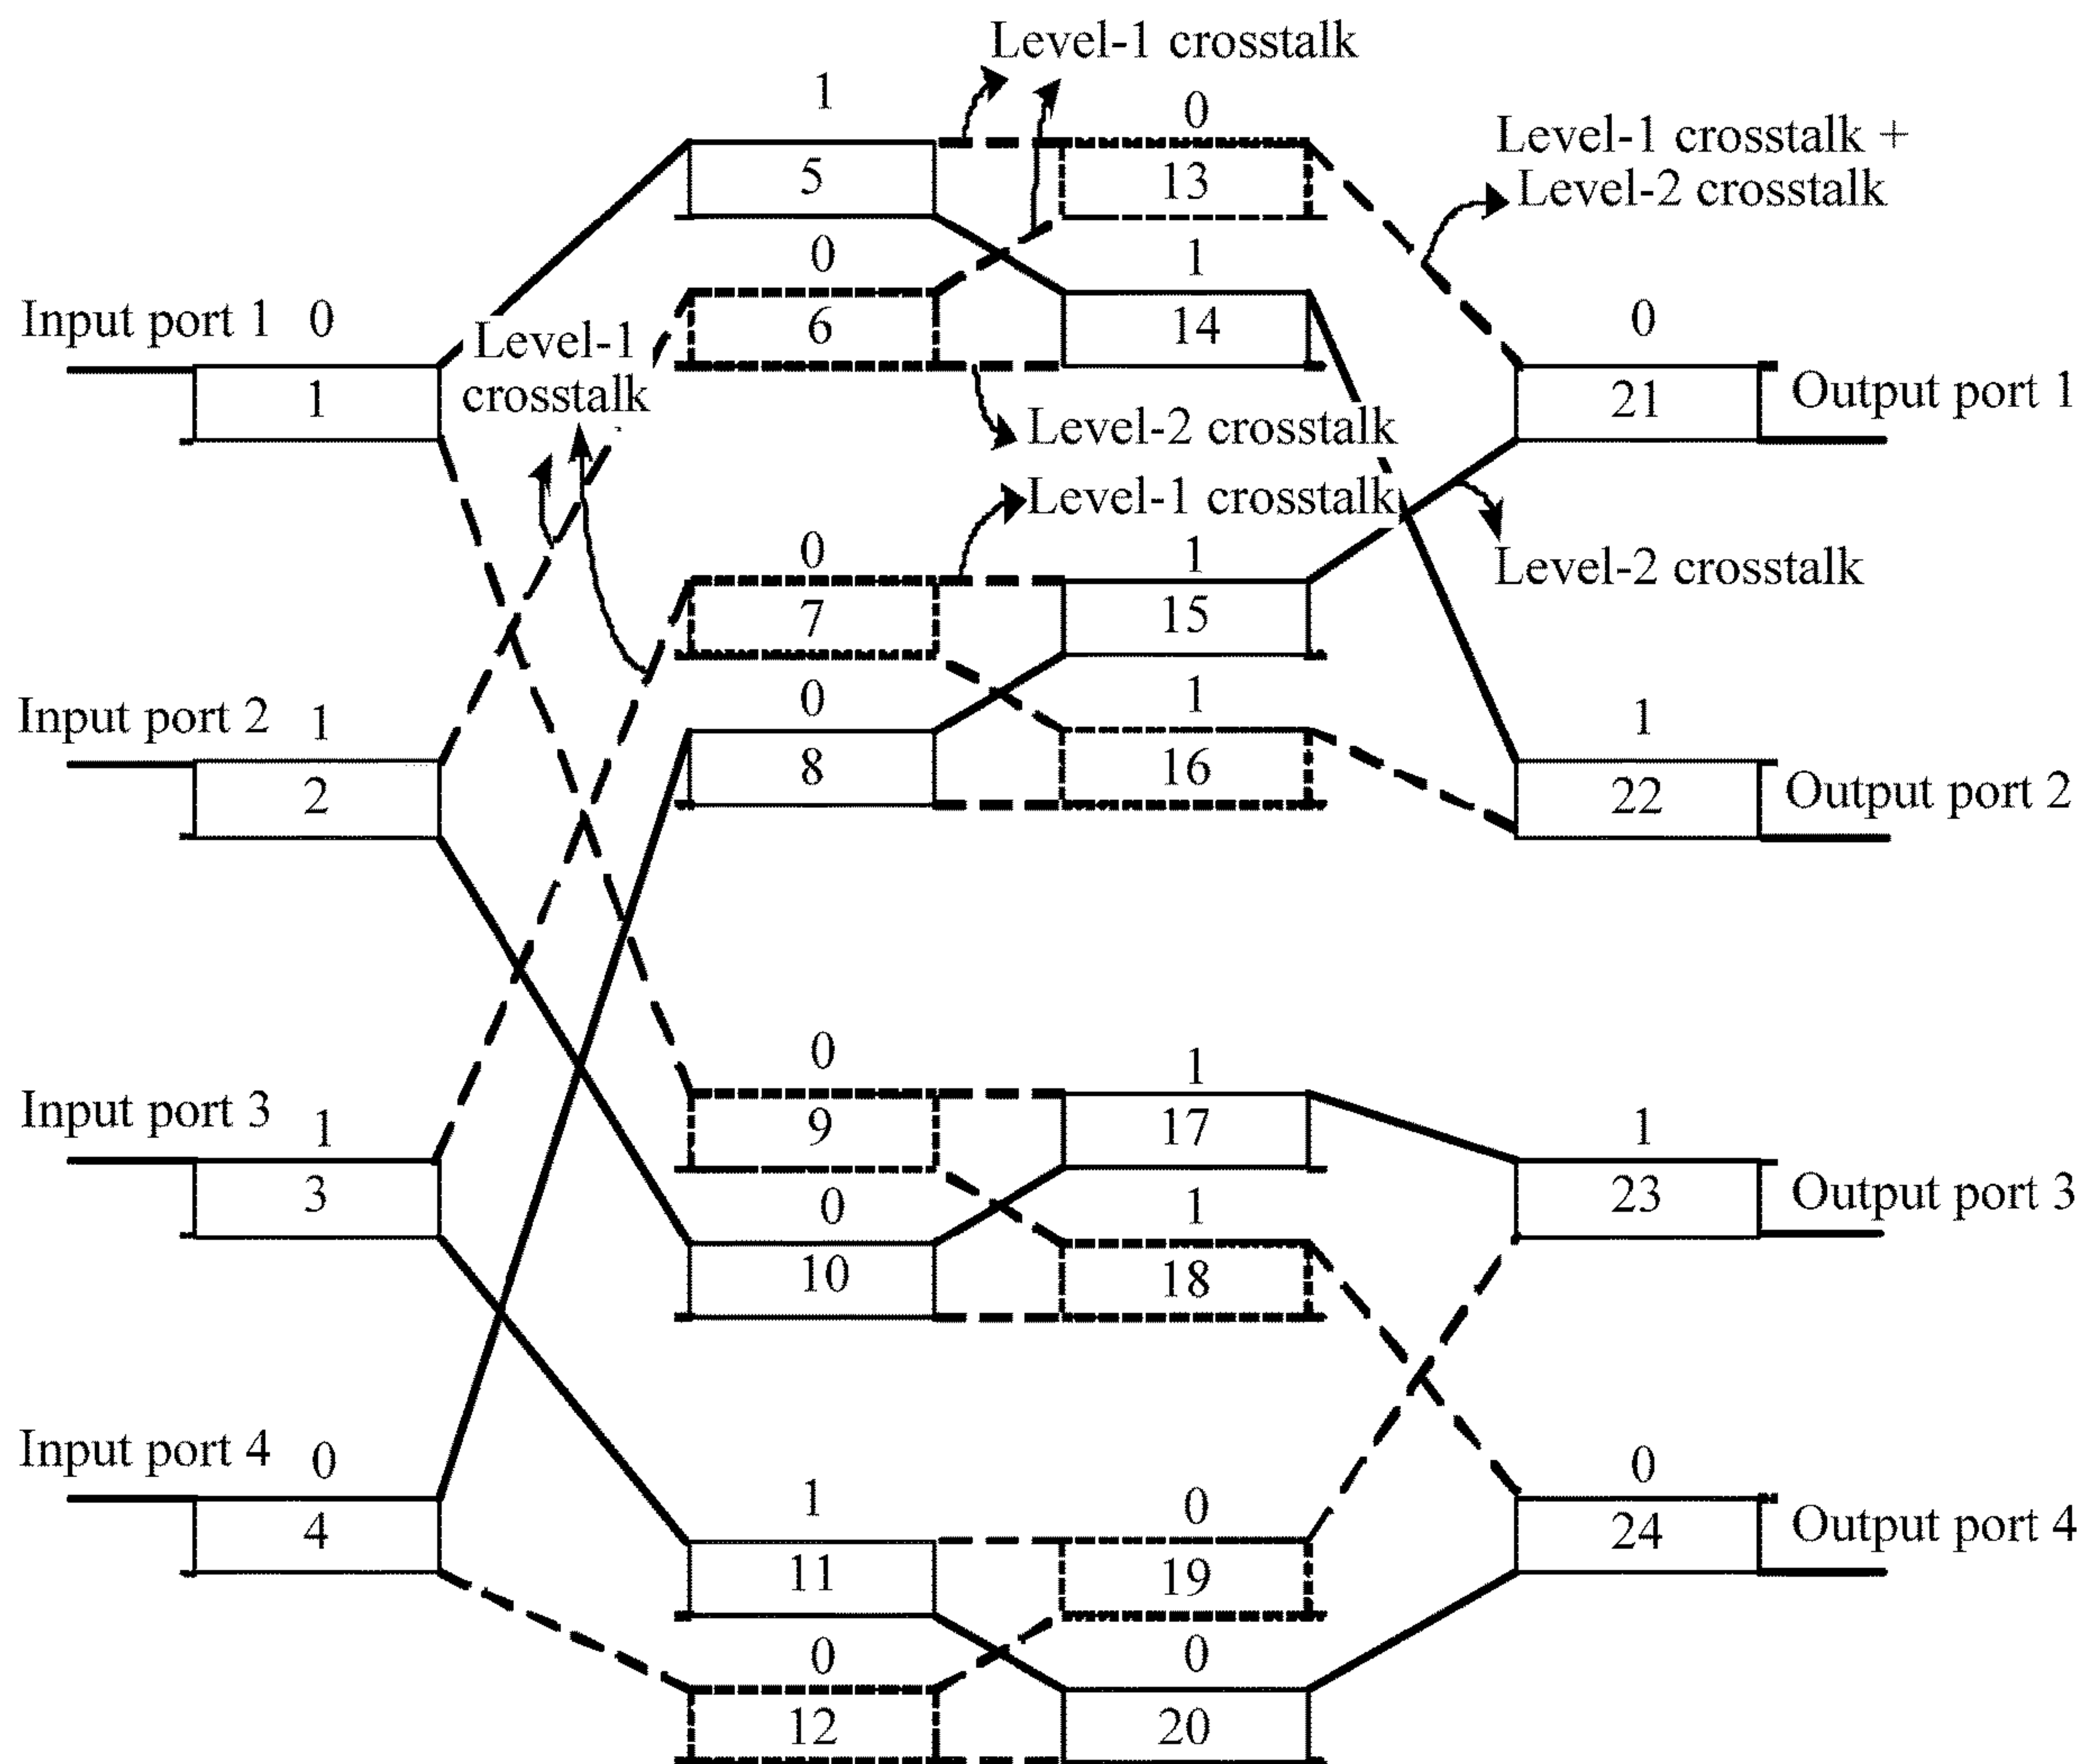 Level-1 crosstalk
1
0
5
13
Level-1 crosstalk +
Level-2 crosstalk
0
1
6
14
Input port 1 0
Level-1
crosstalk
0
1
21
Output port 1
Level-2 crosstalk
Level-1 crosstalk
Level-2 crosstalk
0
1
7
15
0
1
8
16
Input port 2 1
2
1
22
Output port 2
0
1
9
17
Input port 3 1
3
1
23
Output port 3
0
1
10
18
Input port 4 0
4
0
24
Output port 4
1
0
11
19
0
0
12
20